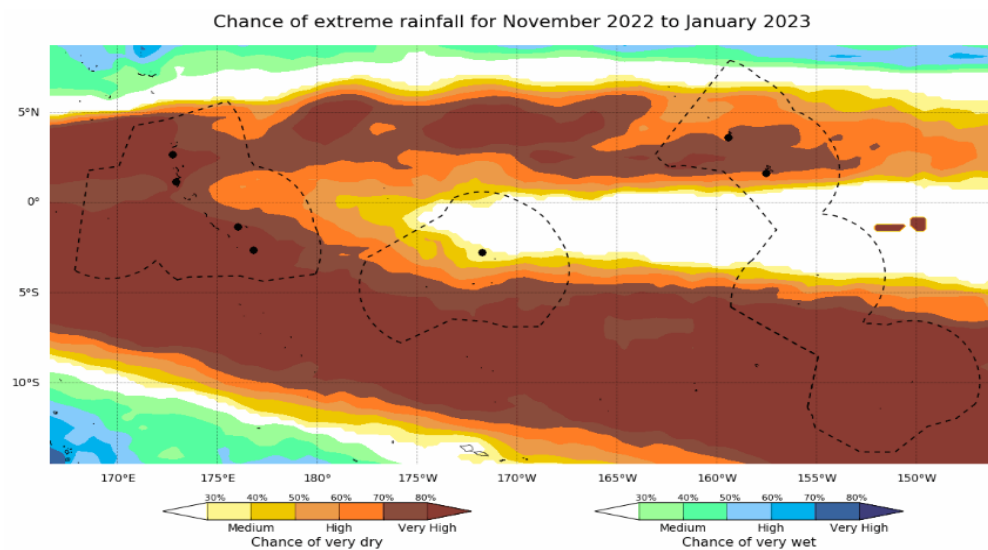 Chance of extreme rainfall for November 2022 to January 2023
5°N
0°
5°S
10°S
170°E 175°E 180° 175°W 170°W 165°W 160°W 155°W 150°W
30% 40% 50% 60% 70% 80%
Medium High Very High
Chance of very dry
30% 40% 50% 60% 70% 80%
Medium High Very High
Chance of very wet